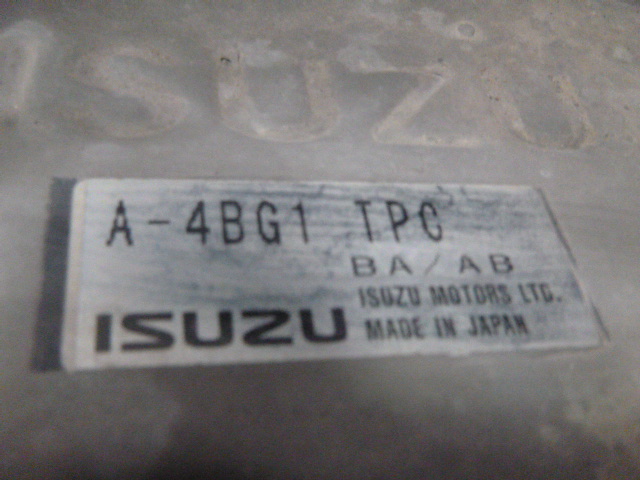 ISUZU
A-4BG1 TPC
BA/AB
ISUZU MOTORS LTD.
ISUZU MADE IN JAPAN